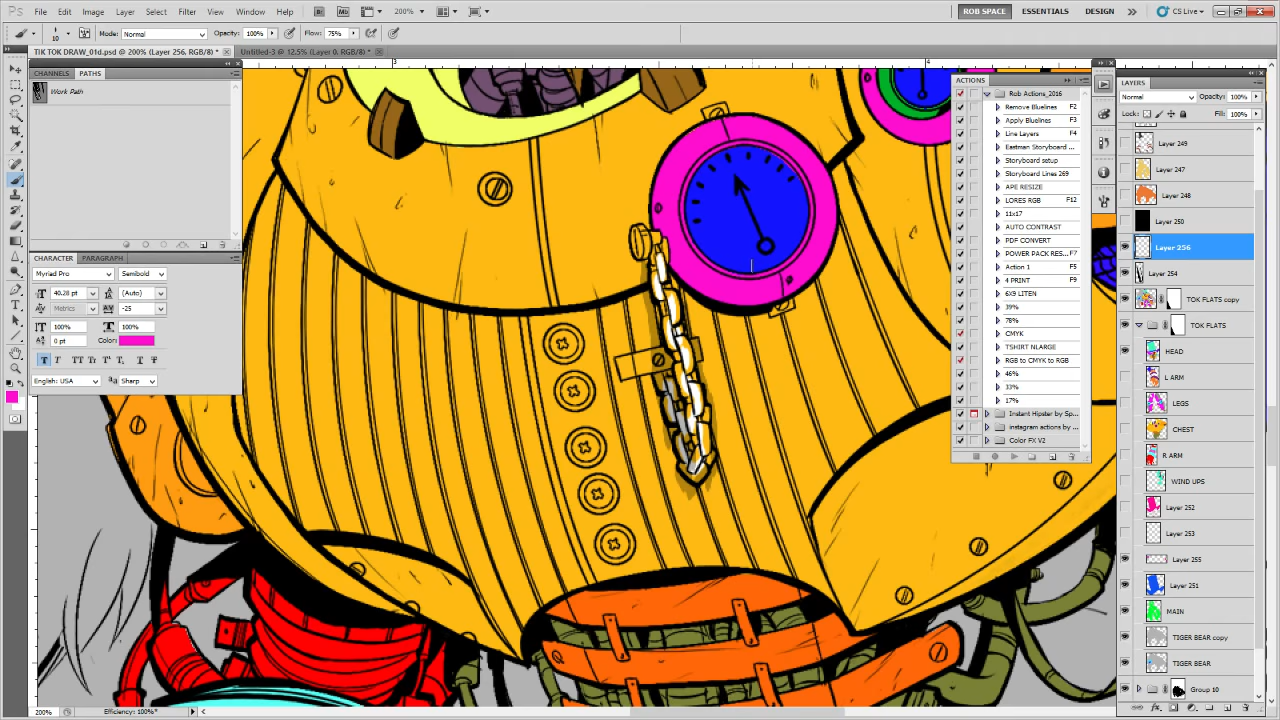 Ps File Edit Image Layer Select Filter View Window Help Br Mb 200% ROB SPACE ESSENTIALS DESIGN CS Live
10 Mode: Normal Opacity: 100% Flow: 75%
TIK TOK DRAW_01d.psd @ 200% (Layer 256, RGB/8) * Untitled-3 @ 12.5% (Layer 0, RGB/8) *
CHANNELS PATHS
Work Path
CHARACTER PARAGRAPH
Myriad Pro Semibold
40.28 pt (Auto)
Metrics -25
100% 100%
0 pt Color:
English: USA Sharp
3
4
ACTIONS
Rob Actions_2016
Remove Bluelines F2
Apply Bluelines F3
Line Layers F4
Eastman Storyboard ...
Storyboard setup
Storyboard Lines 269
APE RESIZE
LORES RGB F12
11x17
AUTO CONTRAST
PDF CONVERT
POWER PACK RES... F7
Action 1 F5
4 PRINT F9
6X9 LITEN
39%
78%
CMYK
TSHIRT NLARGE
RGB to CMYK to RGB
46%
33%
17%
Instant Hipster by Sp...
instagram actions by ...
Color FX V2
LAYERS
Normal Opacity: 100%
Lock: Fill: 100%
Layer 249
Layer 247
Layer 248
Layer 250
Layer 256
Layer 254
TOK FLATS copy
TOK FLATS
HEAD
L ARM
LEGS
CHEST
R ARM
WIND UPS
Layer 252
Layer 253
Layer 255
Layer 251
MAIN
TIGER BEAR copy
TIGER BEAR
Group 10
200% Efficiency: 100%*